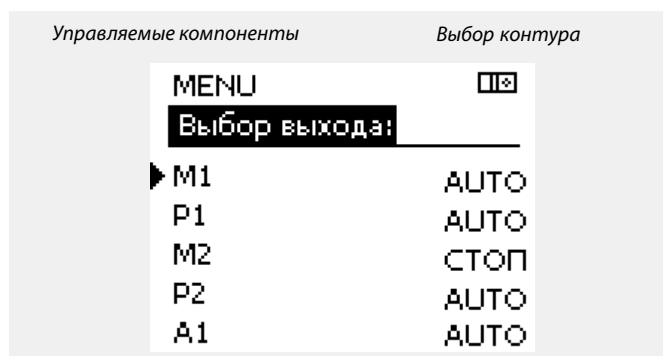 Управляемые компоненты Выбор контура
MENU
Выбор выхода:
M1 AUTO
P1 AUTO
M2 СТОП
P2 AUTO
A1 AUTO